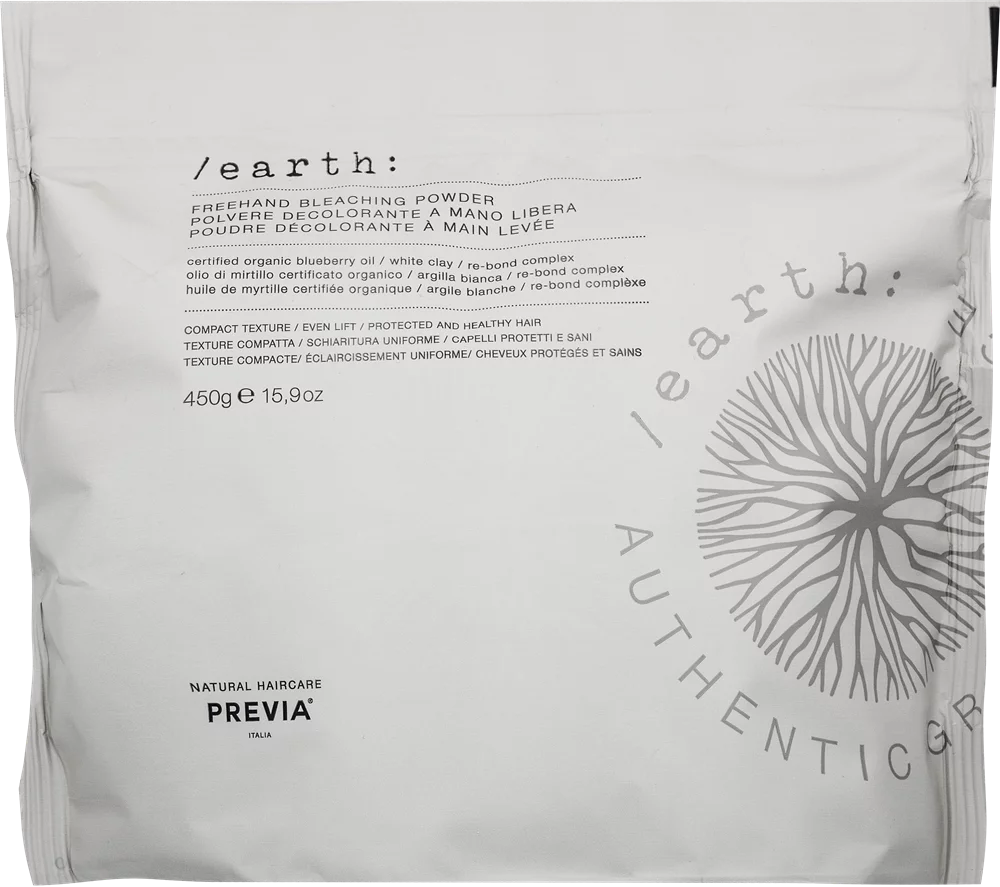 /earth:
FREEHAND BLEACHING POWDER
POLVERE DECOLORANTE A MANO LIBERA
POUDRE DÉCOLORANTE À MAIN LEVÉE
certified organic blueberry oil / white clay / re-bond complex
olio di mirtillo certificato organico / argilla bianca / re-bond complex
huile de myrtille certifiée organique / argile blanche / re-bond complèxe
COMPACT TEXTURE / EVEN LIFT / PROTECTED AND HEALTHY HAIR
TEXTURE COMPATTA / SCHIARITURA UNIFORME / CAPELLI PROTETTI E SANI
TEXTURE COMPACTE/ ÉCLAIRCISSEMENT UNIFORME/ CHEVEUX PROTÉGÉS ET SAINS
450g e 15,9oz
/earth:
AUTHENTIC
NATURAL HAIRCARE
PREVIA®
ITALIA